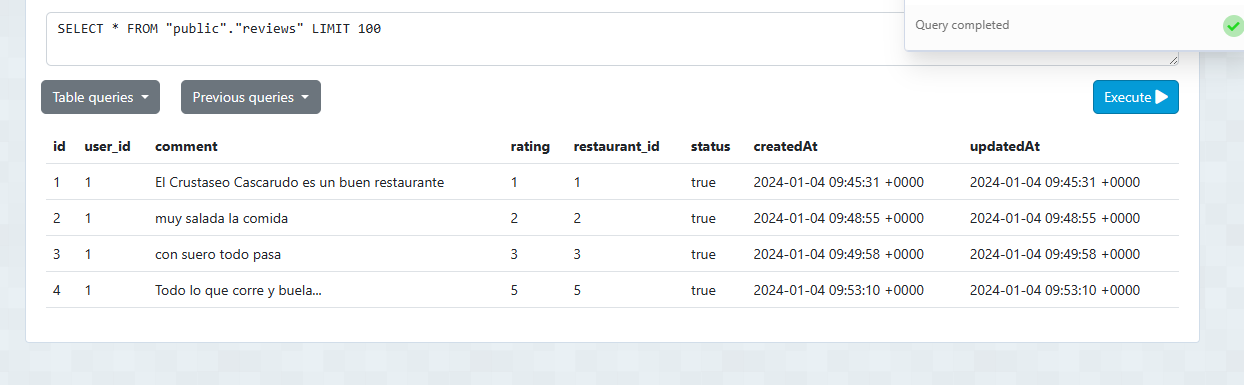 SELECT * FROM "public"."reviews" LIMIT 100
Query completed
Table queries
Previous queries
Execute
id user_id comment rating restaurant_id status createdAt updatedAt
1 1 El Crustaseo Cascarudo es un buen restaurante 1 1 true 2024-01-04 09:45:31 +0000 2024-01-04 09:45:31 +0000
2 1 muy salada la comida 2 2 true 2024-01-04 09:48:55 +0000 2024-01-04 09:48:55 +0000
3 1 con suero todo pasa 3 3 true 2024-01-04 09:49:58 +0000 2024-01-04 09:49:58 +0000
4 1 Todo lo que corre y buela... 5 5 true 2024-01-04 09:53:10 +0000 2024-01-04 09:53:10 +0000